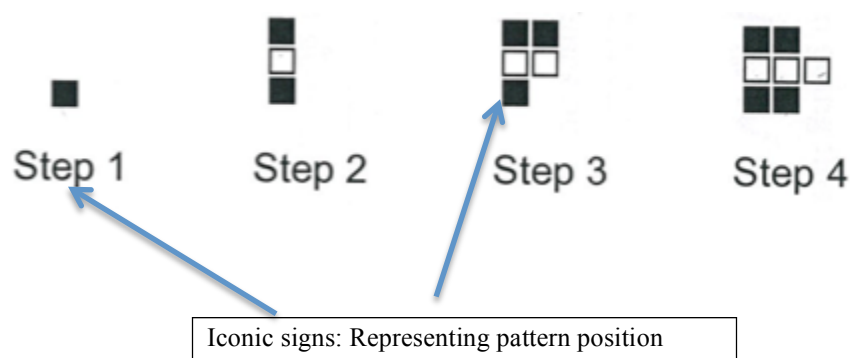 Step 1 Step 2 Step 3 Step 4
Iconic signs: Representing pattern position